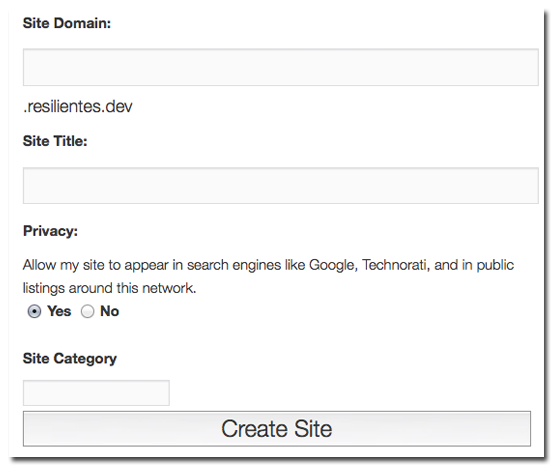 Site Domain:
.resilientes.dev
Site Title:
Privacy:
Allow my site to appear in search engines like Google, Technorati, and in public
listings around this network.
Yes No
Site Category
Create Site